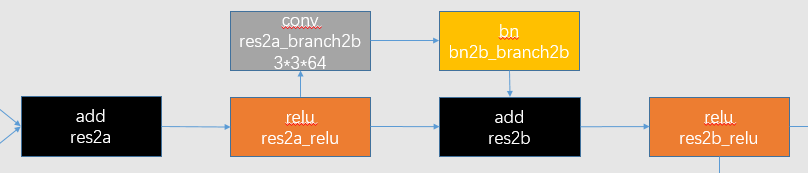 conv
res2a_branch2b
3*3*64
bn
bn2b_branch2b
add
res2a
relu
res2a_relu
add
res2b
relu
res2b_relu